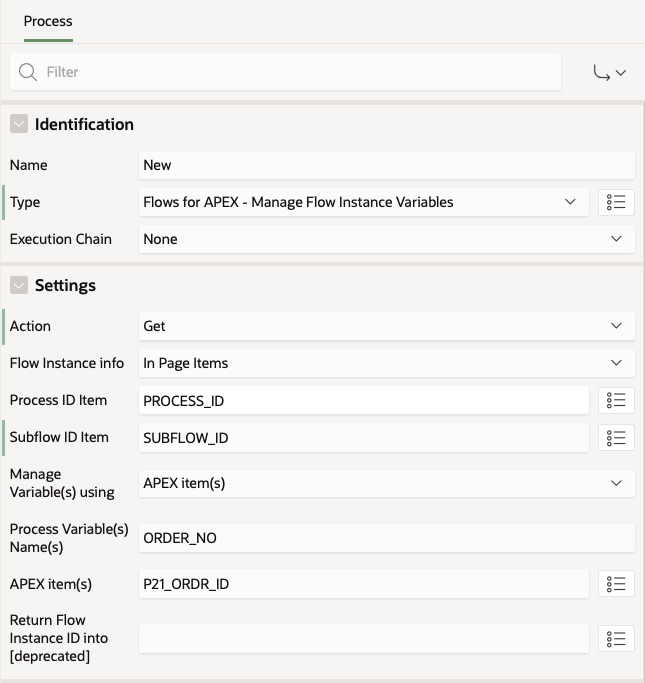 Process
Filter
Identification
Name New
Type Flows for APEX - Manage Flow Instance Variables
Execution Chain None
Settings
Action Get
Flow Instance info In Page Items
Process ID Item PROCESS_ID
Subflow ID Item SUBFLOW_ID
Manage
Variable(s) using APEX item(s)
Process Variable(s)
Name(s) ORDER_NO
APEX item(s) P21_ORDR_ID
Return Flow
Instance ID into
[deprecated]